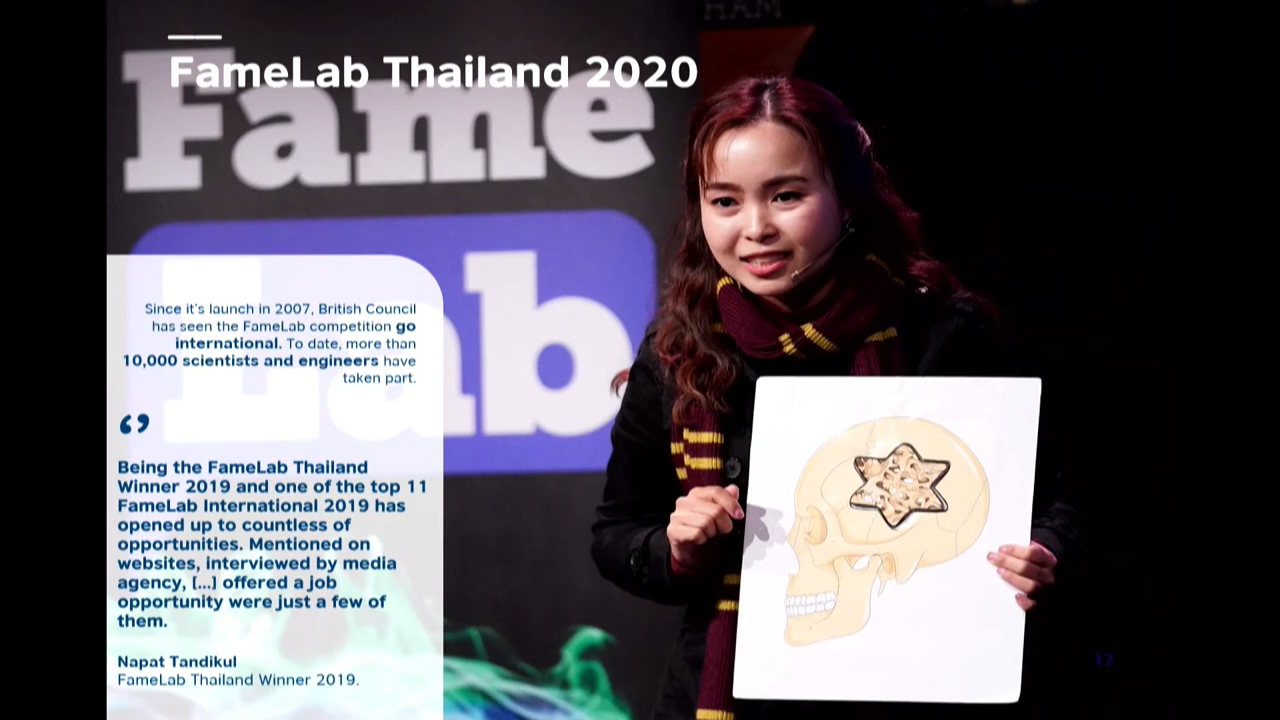 HAM
FameLab Thailand 2020
Fame
Lab
Since it's launch in 2007, British Council
has seen the FameLab competition go
international. To date, more than
10,000 scientists and engineers have
taken part.
‘’
Being the FameLab Thailand
Winner 2019 and one of the top 11
FameLab International 2019 has
opened up to countless of
opportunities. Mentioned on
websites, interviewed by media
agency, [...] offered a job
opportunity were just a few of
them.
Napat Tandikul
FameLab Thailand Winner 2019.
17